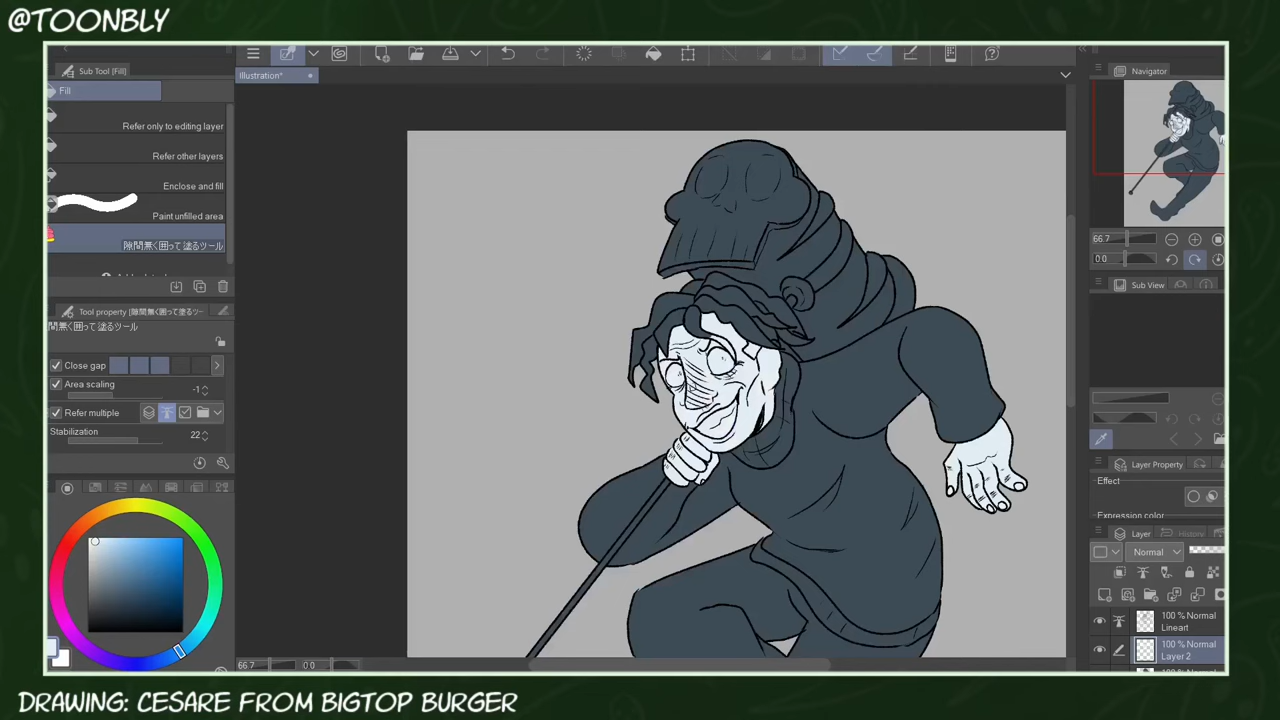 @TOONBLY
Sub Tool [Fill]
Fill
Refer only to editing layer
Refer other layers
Enclose and fill
Paint unfilled area
隙間無く囲って塗るツール
Tool property [隙間無く囲って塗るツー
間無く囲って塗るツール
Close gap
Area scaling
-1
Refer multiple
Stabilization
22
Illustration*
66.7
0.0
Navigator
66.7
0.0
Sub View
Layer Property
Effect
Expression color
Layer
History
Normal
100 % Normal
Lineart
100 % Normal
Layer 2
DRAWING: CESARE FROM BIGTOP BURGER